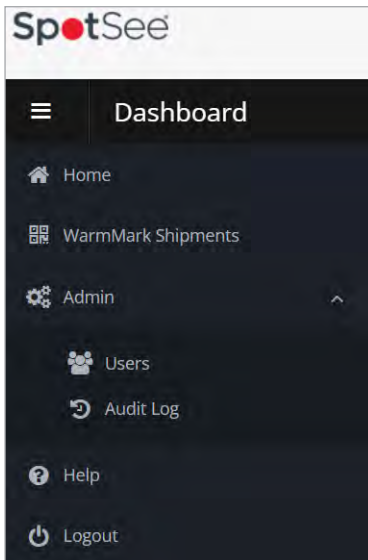 SpotSee
Dashboard
Home
WarmMark Shipments
Admin
Users
Audit Log
Help
Logout